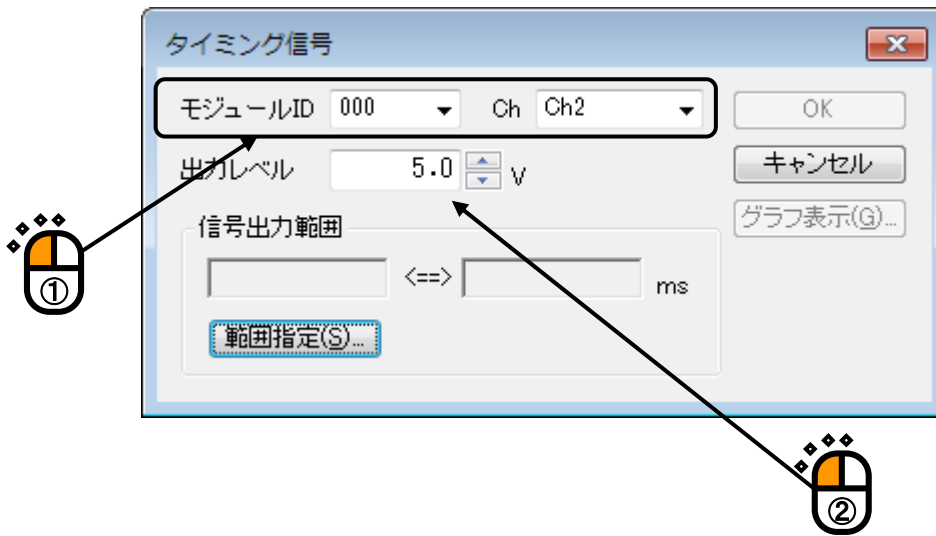 タイミング信号
モジュールID 000 Ch Ch2 OK
出力レベル 5.0 V キャンセル
グラフ表示(G)...
信号出力範囲
<==> ms
範囲指定(S)...
①
②